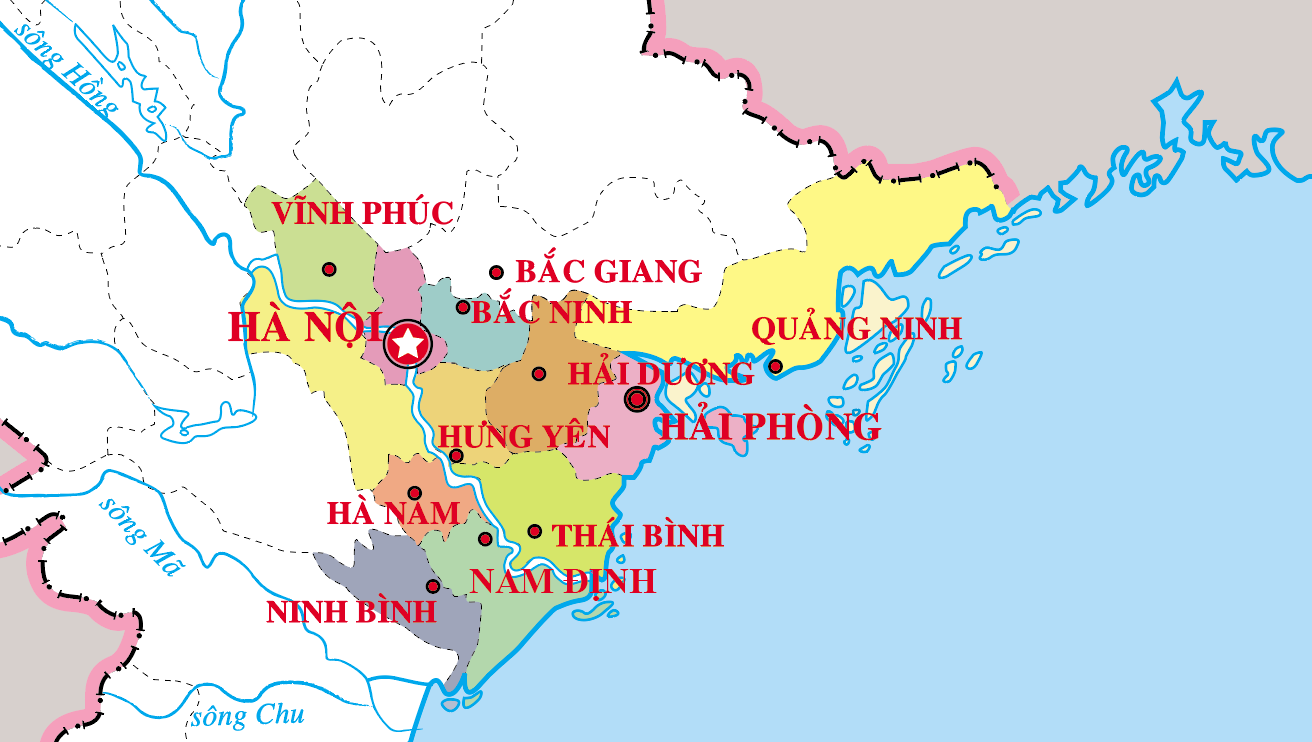 sông Hồng
VĨNH PHÚC
BẮC GIANG
BẮC NINH
HÀ NỘI
QUẢNG NINH
HẢI DƯƠNG
HẢI PHÒNG
HƯNG YÊN
HÀ NAM
sông Mã
THÁI BÌNH
NAM ĐỊNH
NINH BÌNH
sông Chu